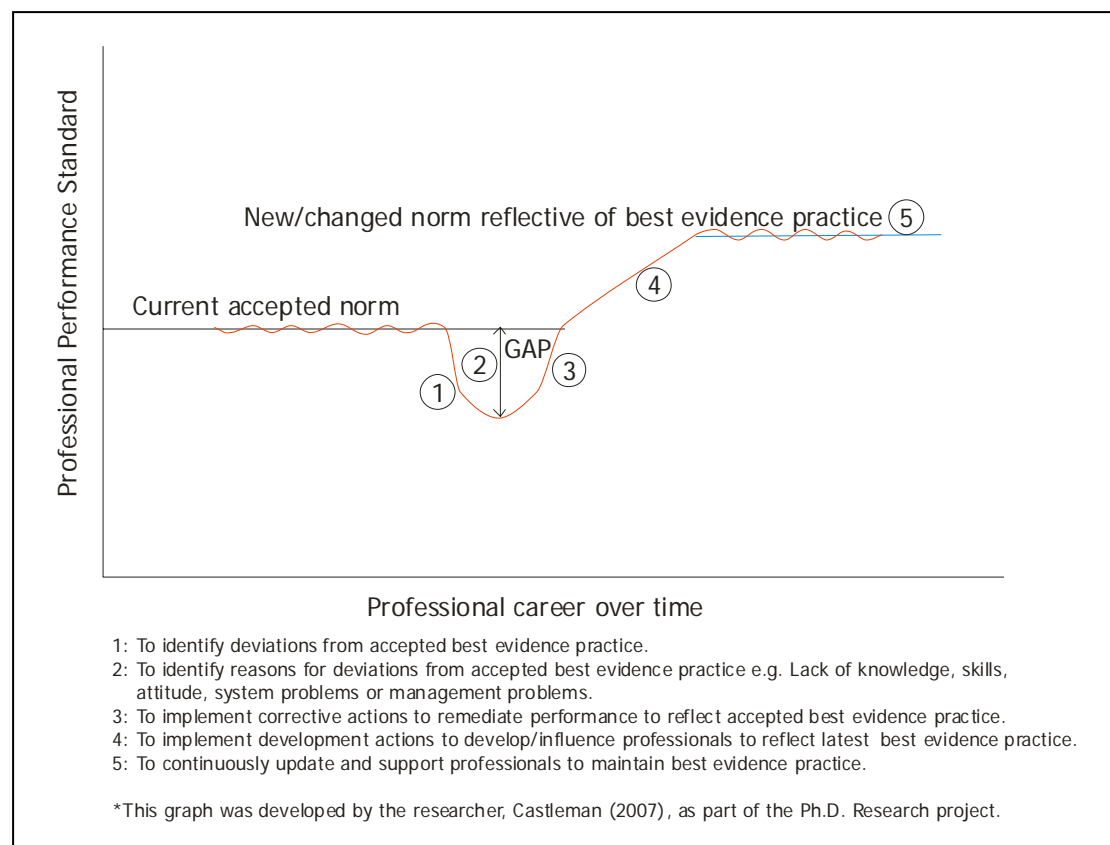 Professional Performance Standard
New/changed norm reflective of best evidence practice 5
4
Current accepted norm
GAP
2
3
1
Professional career over time
1: To identify deviations from accepted best evidence practice.
2: To identify reasons for deviations from accepted best evidence practice e.g. Lack of knowledge, skills,
attitude, system problems or management problems.
3: To implement corrective actions to remediate performance to reflect accepted best evidence practice.
4: To implement development actions to develop/influence professionals to reflect latest best evidence practice.
5: To continuously update and support professionals to maintain best evidence practice.
*This graph was developed by the researcher, Castleman (2007), as part of the Ph.D. Research project.